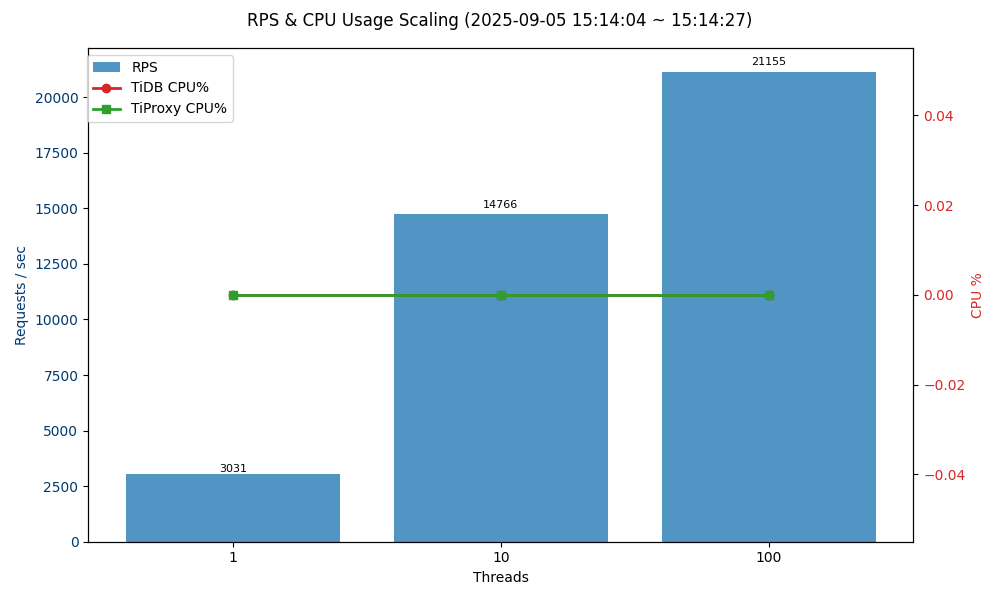 RPS & CPU Usage Scaling (2025-09-05 15:14:04 ~ 15:14:27)
RPS
TiDB CPU%
TiProxy CPU%
21155
14766
3031
20000
17500
15000
12500
10000
7500
5000
2500
0
Requests / sec
0.04
0.02
0.00
−0.02
−0.04
CPU %
1
10
100
Threads